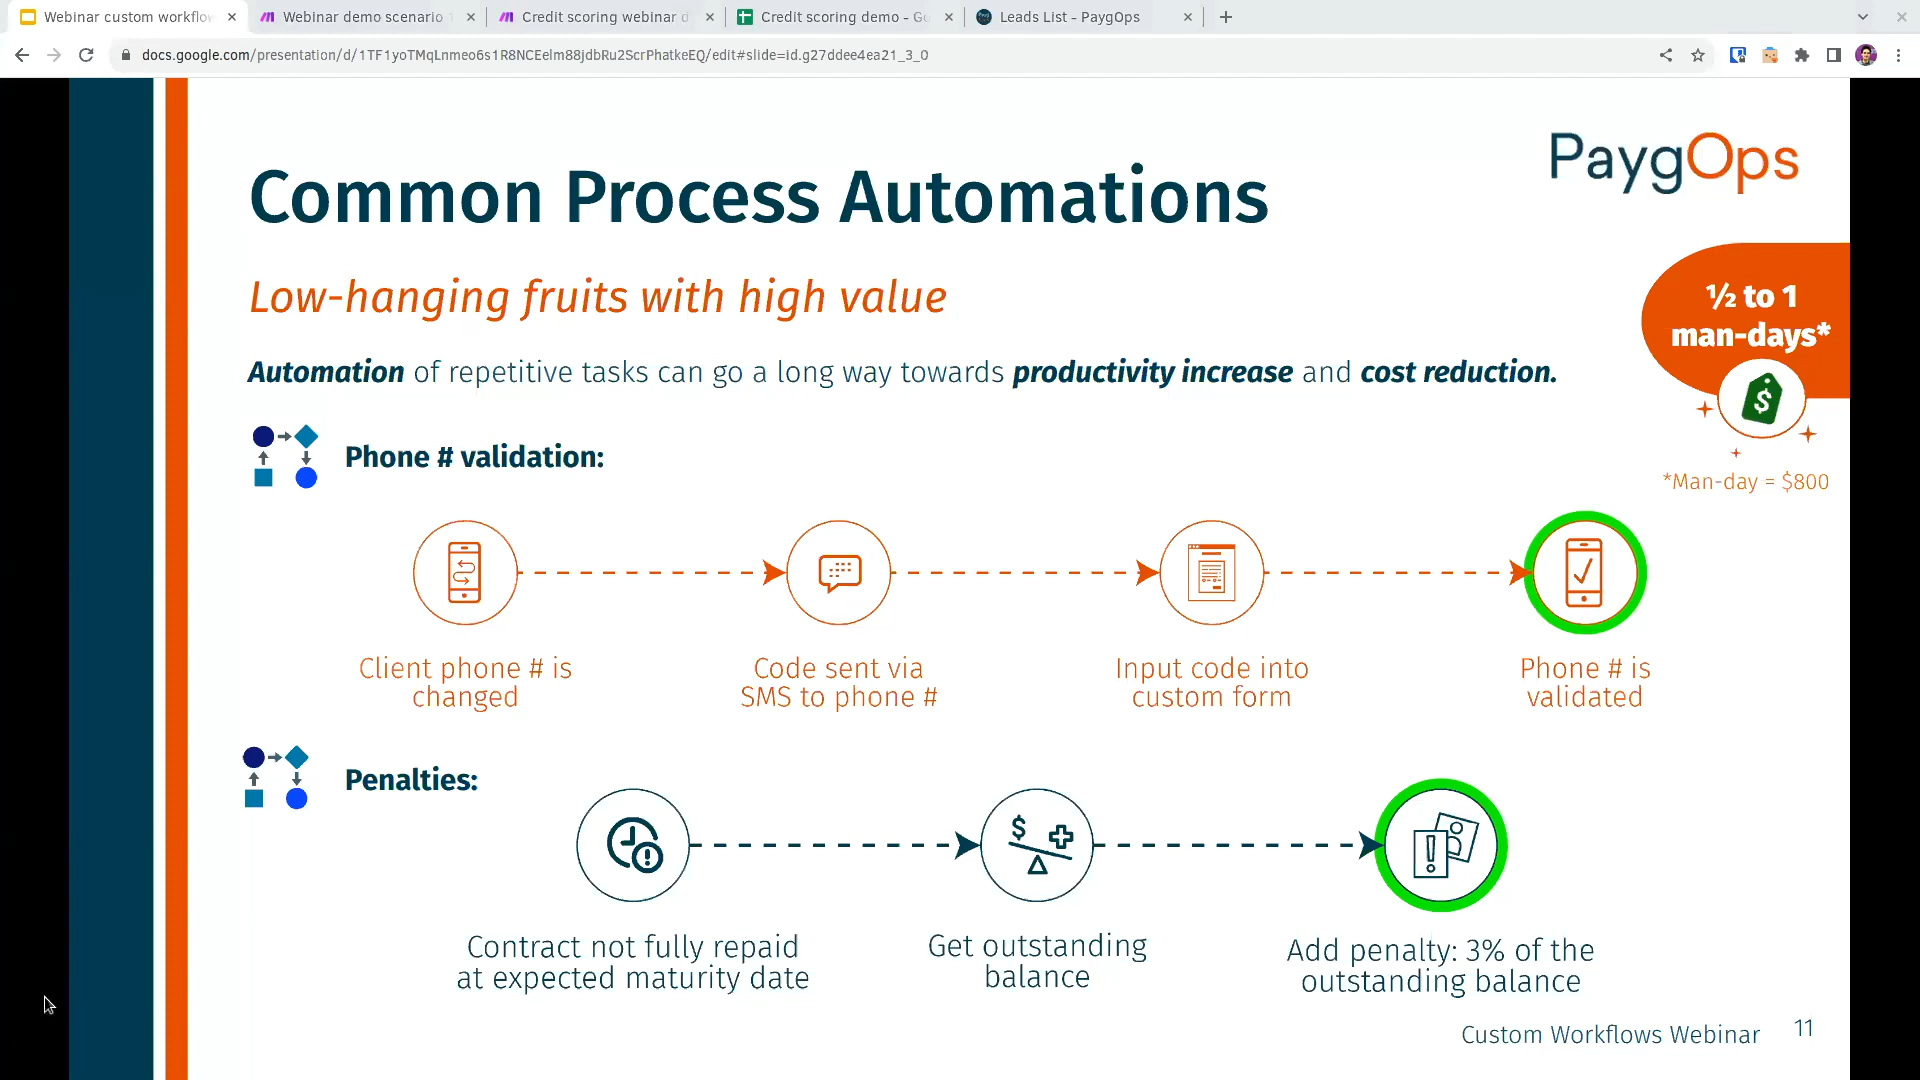 Webinar custom workflow
Webinar demo scenario 1
Credit scoring webinar d
Credit scoring demo - Go
Leads List - PaygOps
docs.google.com/presentation/d/1TF1yoTMqLnmeo6s1R8NCEelm88jdbRu2ScrPhatkeEQ/edit#slide=id.g27ddee4ea21_3_0
PaygOps
Common Process Automations
Low-hanging fruits with high value
½ to 1
man-days*
Automation of repetitive tasks can go a long way towards productivity increase and cost reduction.
$
*Man-day = $800
Phone # validation:
Client phone # is
changed
Code sent via
SMS to phone #
Input code into
custom form
Phone # is
validated
Penalties:
$
Contract not fully repaid
at expected maturity date
Get outstanding
balance
Add penalty: 3% of the
outstanding balance
Custom Workflows Webinar 11